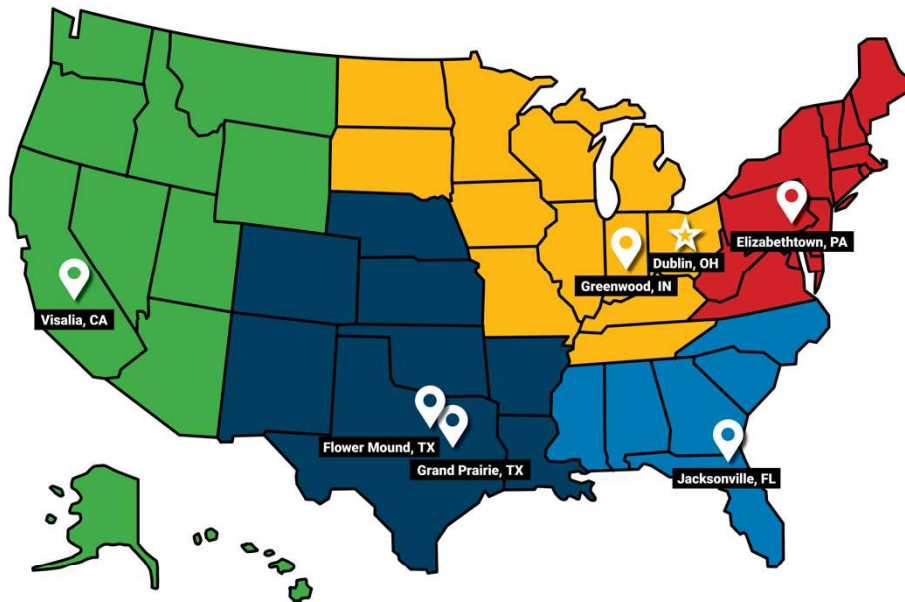 Elizabethtown, PA
Dublin, OH
Greenwood, IN
Visalia, CA
Flower Mound, TX
Grand Prairie, TX
Jacksonville, FL